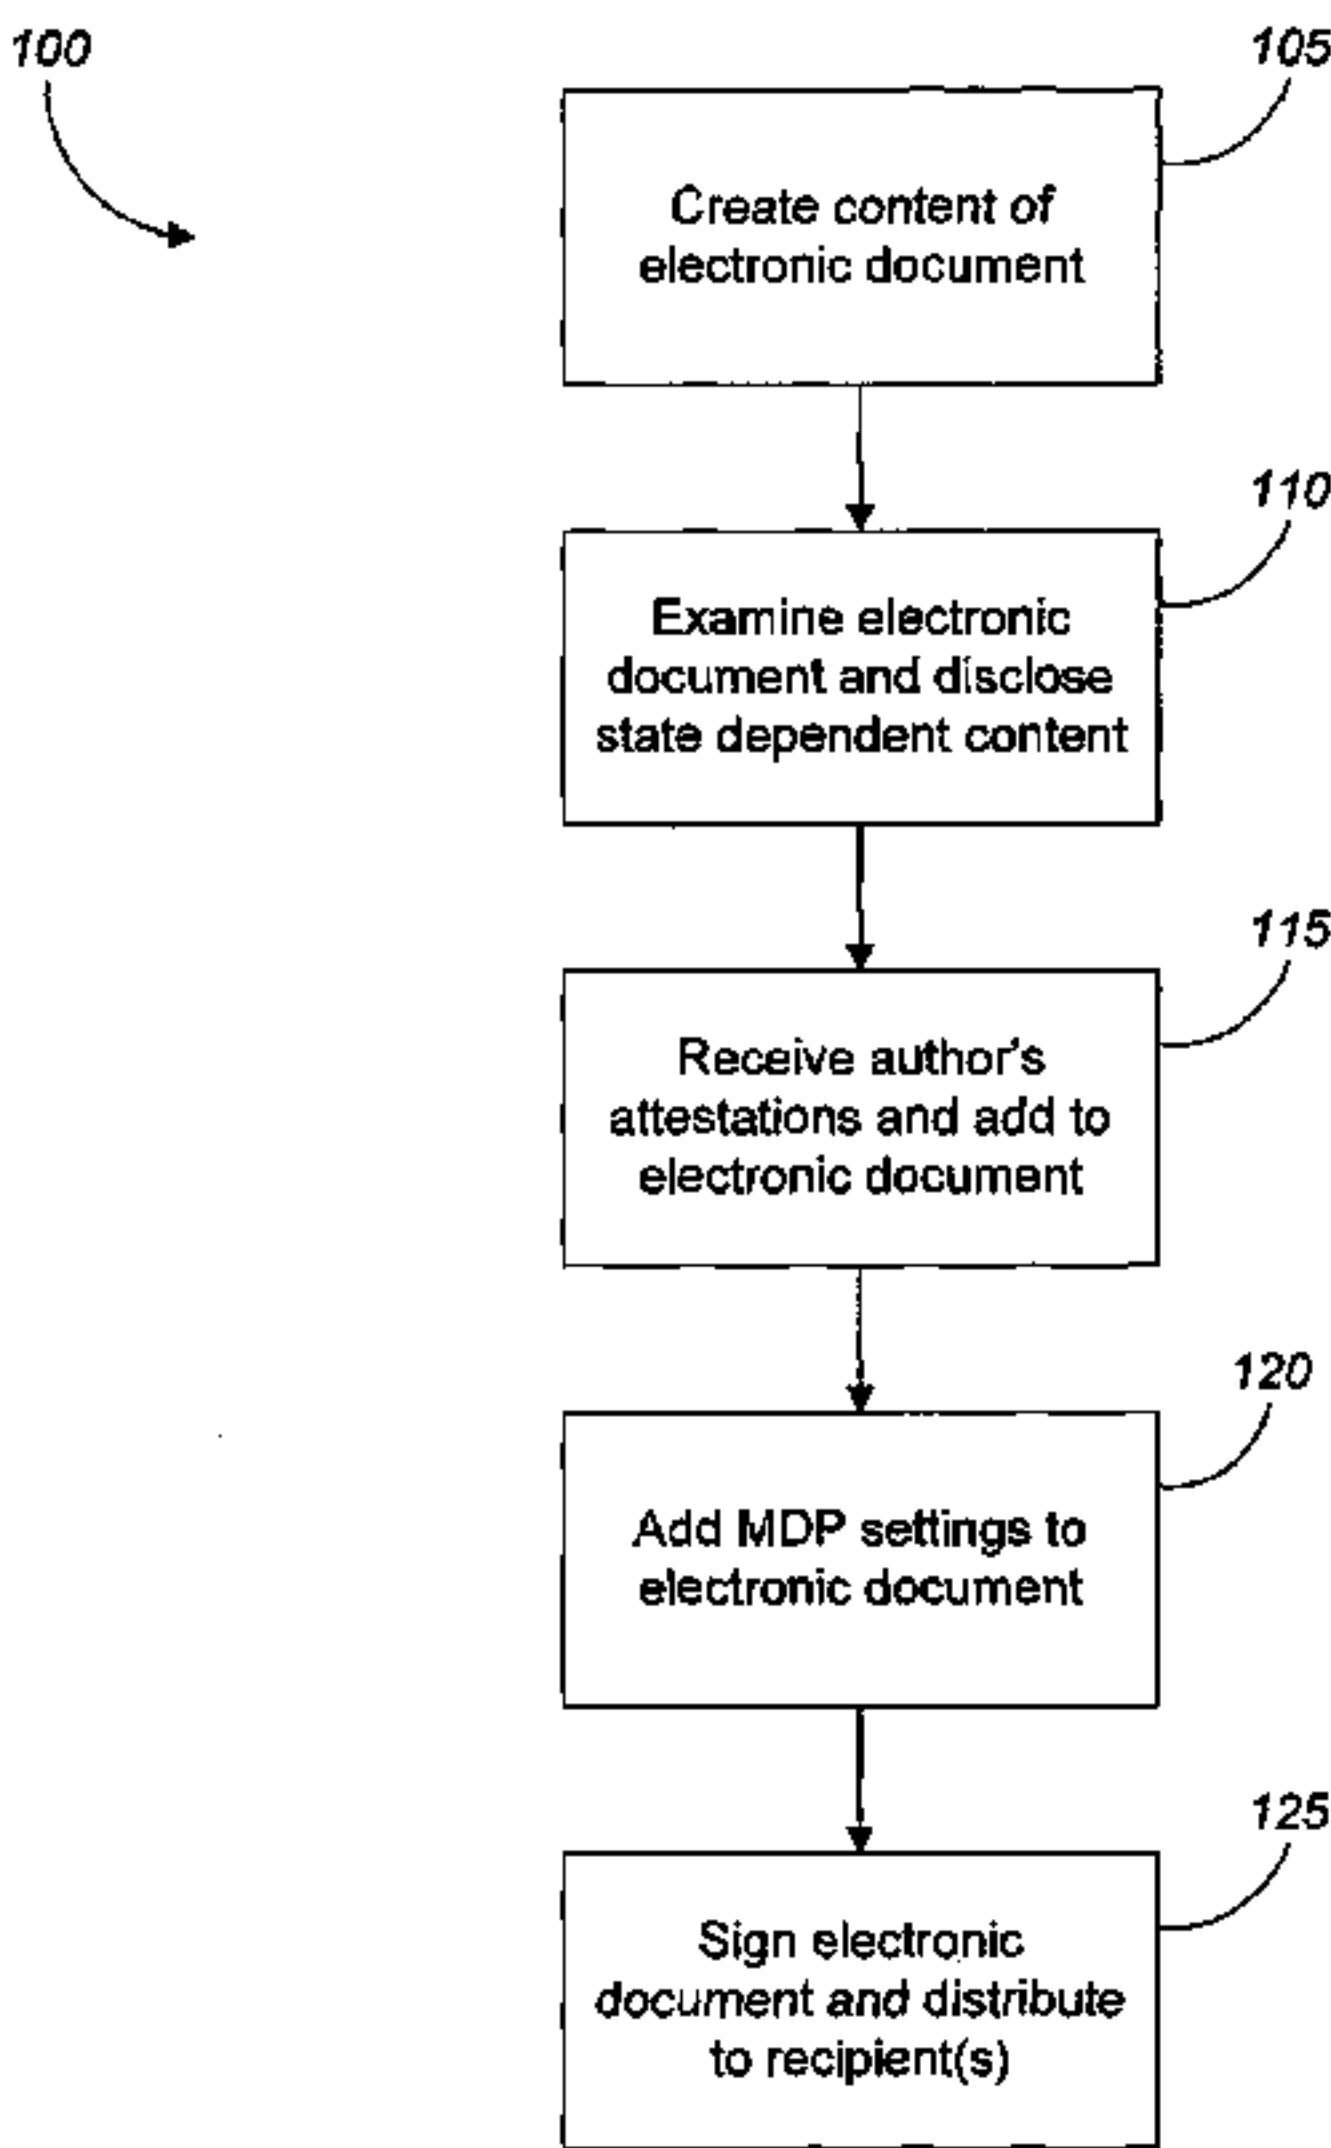 100
105
Create content of
electronic document
110
Examine electronic
document and disclose
state dependent content
115
Receive author's
attestations and add to
electronic document
120
Add MDP settings to
electronic document
125
Sign electronic
document and distribute
to recipient(s)